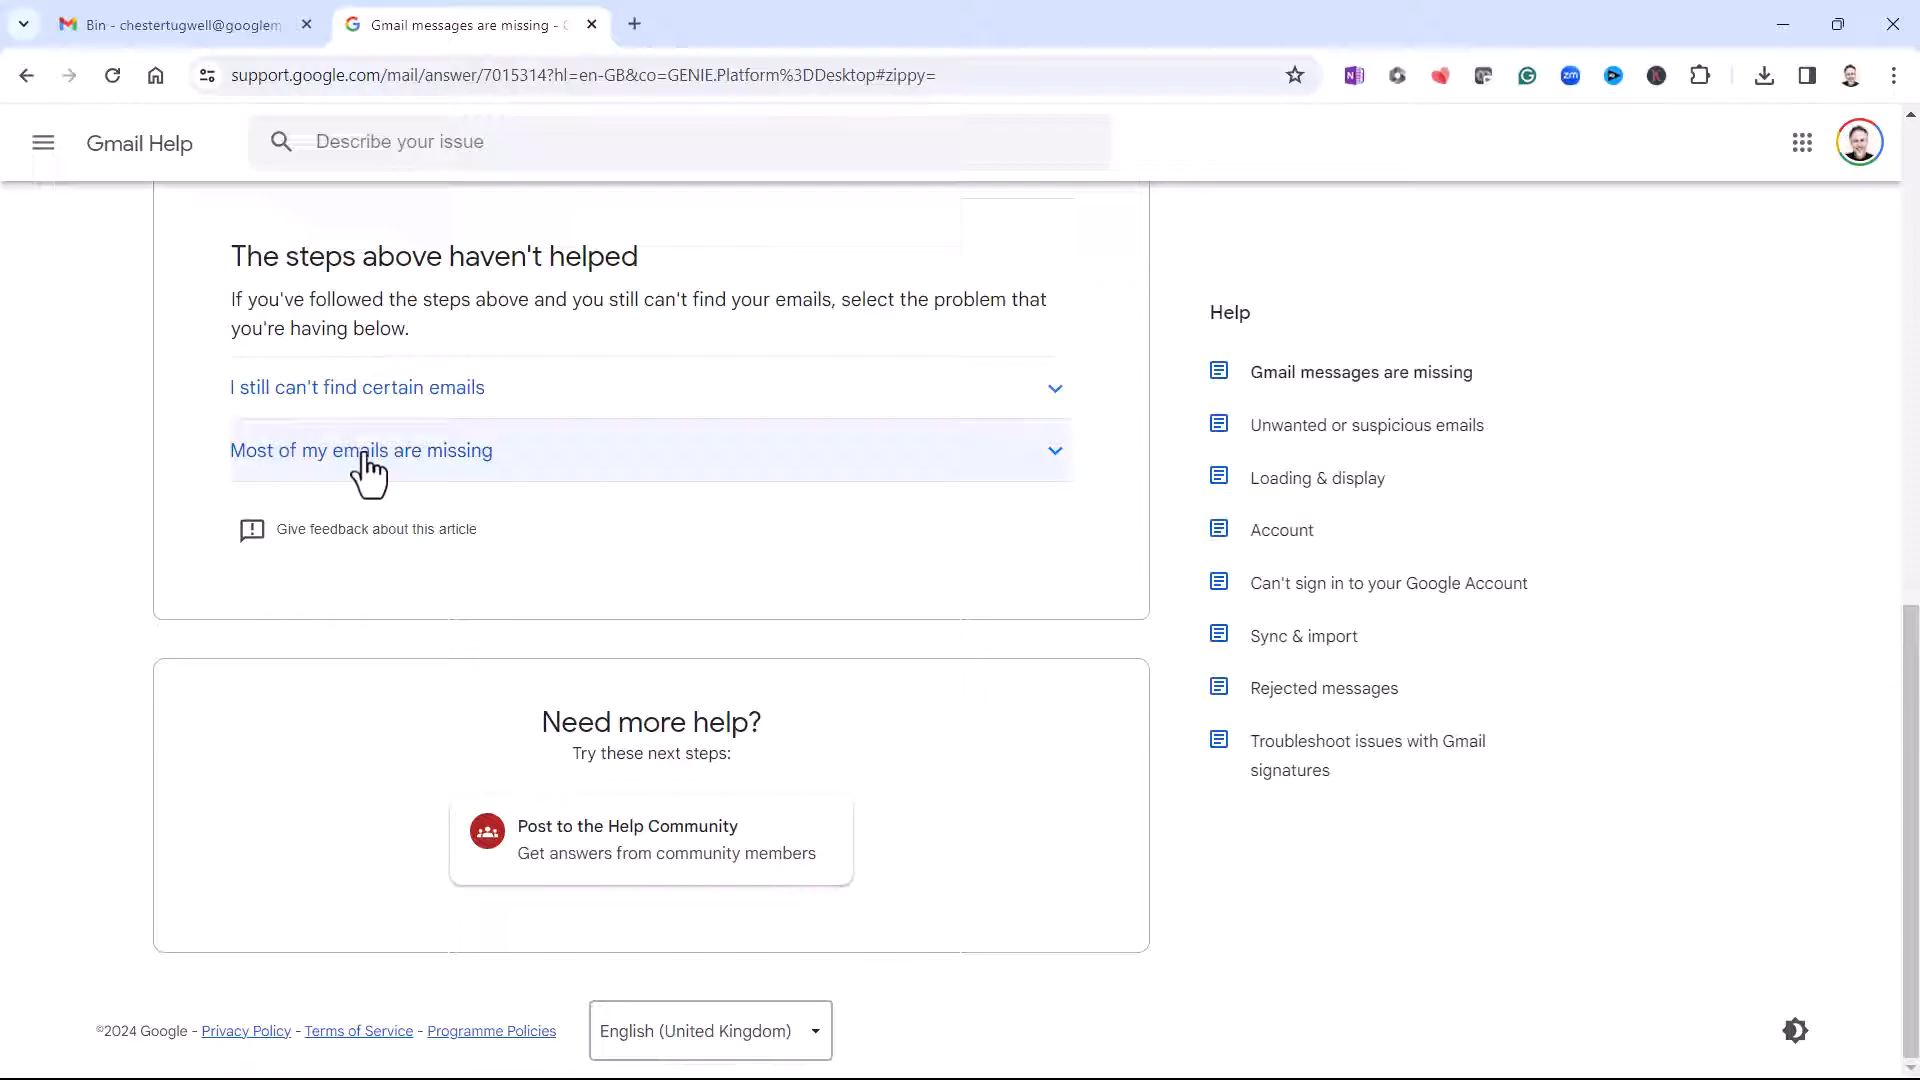 Bin - chestertugwell@googlem
Gmail messages are missing -
support.google.com/mail/answer/7015314?hl=en-GB&co=GENIE.Platform%3DDesktop#zippy=
Gmail Help
Describe your issue
The steps above haven't helped
If you've followed the steps above and you still can't find your emails, select the problem that
you're having below.
I still can't find certain emails
Most of my emails are missing
Give feedback about this article
Need more help?
Try these next steps:
Post to the Help Community
Get answers from community members
Help
Gmail messages are missing
Unwanted or suspicious emails
Loading & display
Account
Can't sign in to your Google Account
Sync & import
Rejected messages
Troubleshoot issues with Gmail
signatures
©2024 Google - Privacy Policy - Terms of Service - Programme Policies
English (United Kingdom)